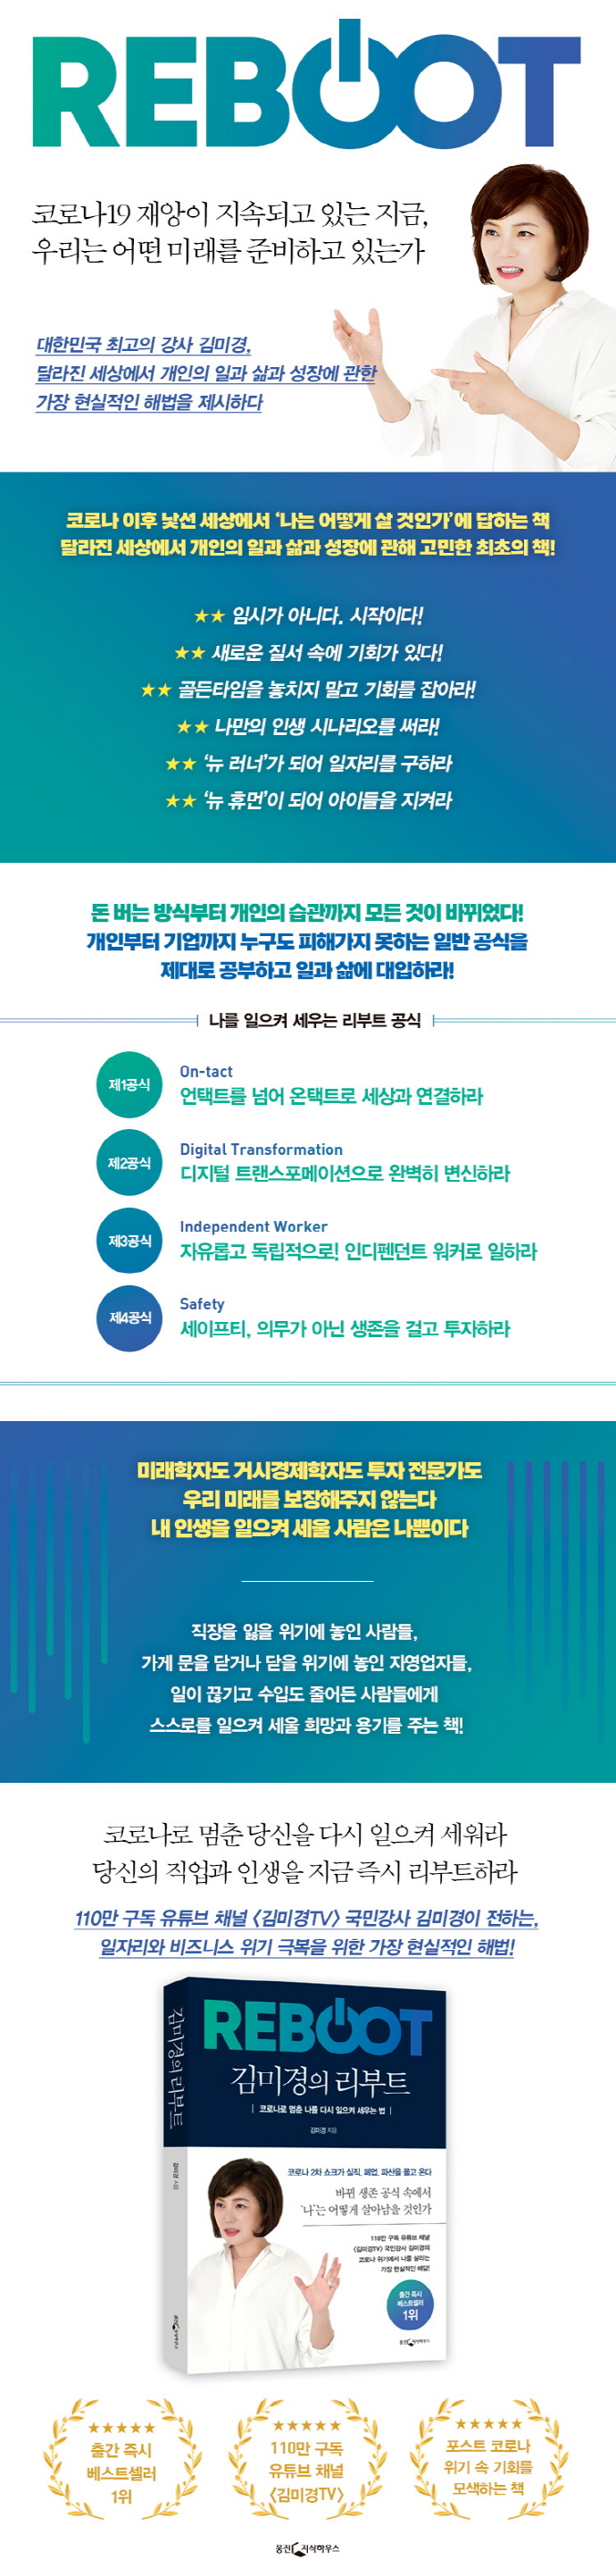 REBOOT
코로나19 재앙이 지속되고 있는 지금,
우리는 어떤 미래를 준비하고 있는가
대한민국 최고의 강사 김미경,
달라진 세상에서 개인의 일과 삶과 성장에 관한
가장 현실적인 해법을 제시하다
코로나 이후 낯선 세상에서 ‘나는 어떻게 살 것인가’에 답하는 책
달라진 세상에서 개인의 일과 삶과 성장에 관해 고민한 최초의 책!
★★ 임시가 아니다. 시작이다!
★★ 새로운 질서 속에 기회가 있다!
★★ 골든타임을 놓치지 말고 기회를 잡아라!
★★ 나만의 인생 시나리오를 써라!
★★ ‘뉴 러너’가 되어 일자리를 구하라
★★ ‘뉴 휴먼’이 되어 아이들을 지켜라
돈 버는 방식부터 개인의 습관까지 모든 것이 바뀌었다!
개인부터 기업까지 누구도 피해가지 못하는 일반 공식을
제대로 공부하고 일과 삶에 대입하라!
나를 일으켜 세우는 리부트 공식
제1공식
On-tact
언택트를 넘어 온택트로 세상과 연결하라
제2공식
Digital Transformation
디지털 트랜스포메이션으로 완벽히 변신하라
제3공식
Independent Worker
자유롭고 독립적으로! 인디펜던트 워커로 일하라
제4공식
Safety
세이프티, 의무가 아닌 생존을 걸고 투자하라
미래학자도 거시경제학자도 투자 전문가도
우리 미래를 보장해주지 않는다
내 인생을 일으켜 세울 사람은 나뿐이다
직장을 잃을 위기에 놓인 사람들,
가게 문을 닫거나 닫을 위기에 놓인 자영업자들,
일이 끊기고 수입도 줄어든 사람들에게
스스로를 일으켜 세울 희망과 용기를 주는 책!
코로나로 멈춘 당신을 다시 일으켜 세워라
당신의 직업과 인생을 지금 즉시 리부트하라
110만 구독 유튜브 채널 〈김미경TV〉 국민강사 김미경이 전하는,
일자리와 비즈니스 위기 극복을 위한 가장 현실적인 해법!
김미경의 리부트
김미경 지음
웅진지식하우스
REBOOT
김미경의 리부트
코로나로 멈춘 나를 다시 일으켜 세우는 법
김미경 지음
코로나 2차 쇼크가 실직, 폐업, 파산을 몰고 온다
바뀐 생존 공식 속에서
‘나’는 어떻게 살아남을 것인가
110만 구독 유튜브 채널
〈김미경TV〉 국민강사 김미경의
코로나 위기에서 나를 살리는
가장 현실적인 해답!
출간 즉시
베스트셀러
1위
웅진지식하우스
★★★★★
출간 즉시
베스트셀러
1위
★★★★★
110만 구독
유튜브 채널
〈김미경TV〉
★★★★★
포스트 코로나
위기 속 기회를
모색하는 책
웅진지식하우스